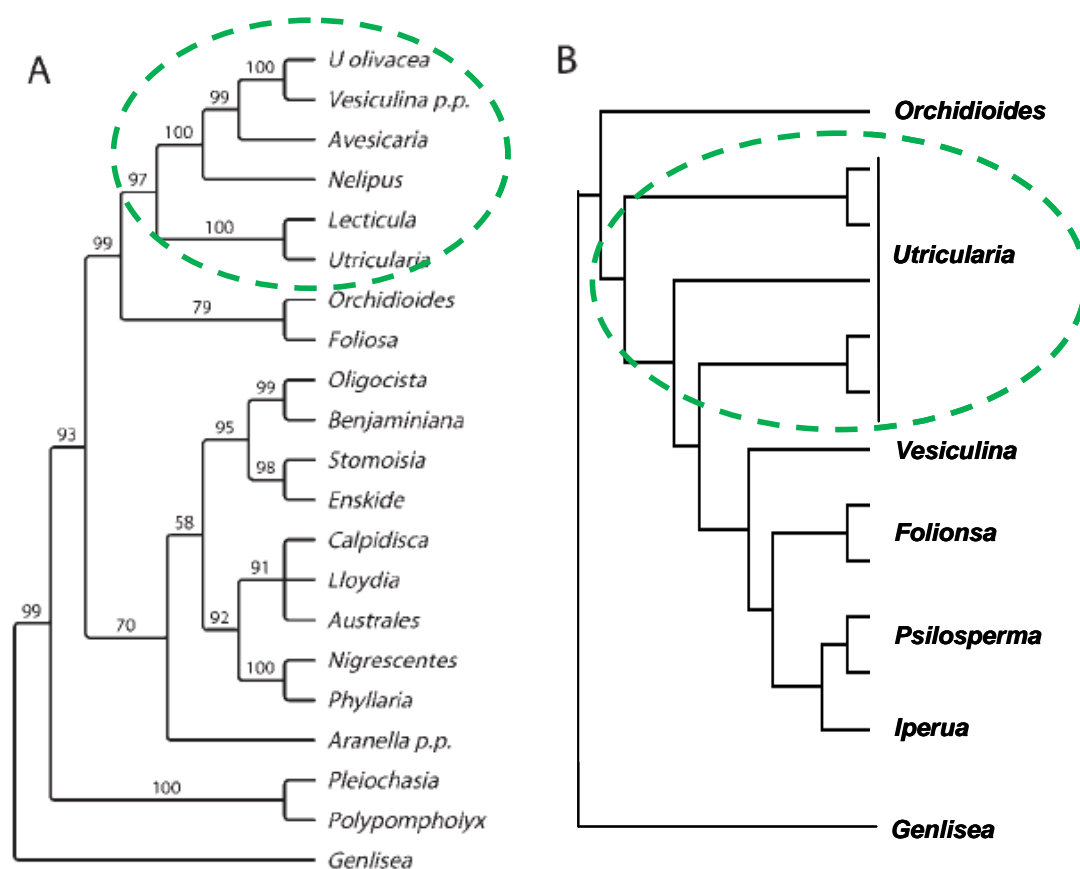 A
100
U olivacea
Vesiculina p.p.
99
Avesicaria
100
Nelipus
97
Lecticula
100
Utricularia
99
Orchidioides
79
Foliosa
Oligocista
99
Benjaminiana
95
Stomoisia
98
Enskide
93
58
Calpidisca
91
Lloydia
Australes
92
Nigrescentes
100
Phyllaria
99
70
Aranella p.p.
Pleiochasia
100
Polypompholyx
Genlisea
B
Orchidioides
Utricularia
Vesiculina
Folionsa
Psilosperma
Iperua
Genlisea